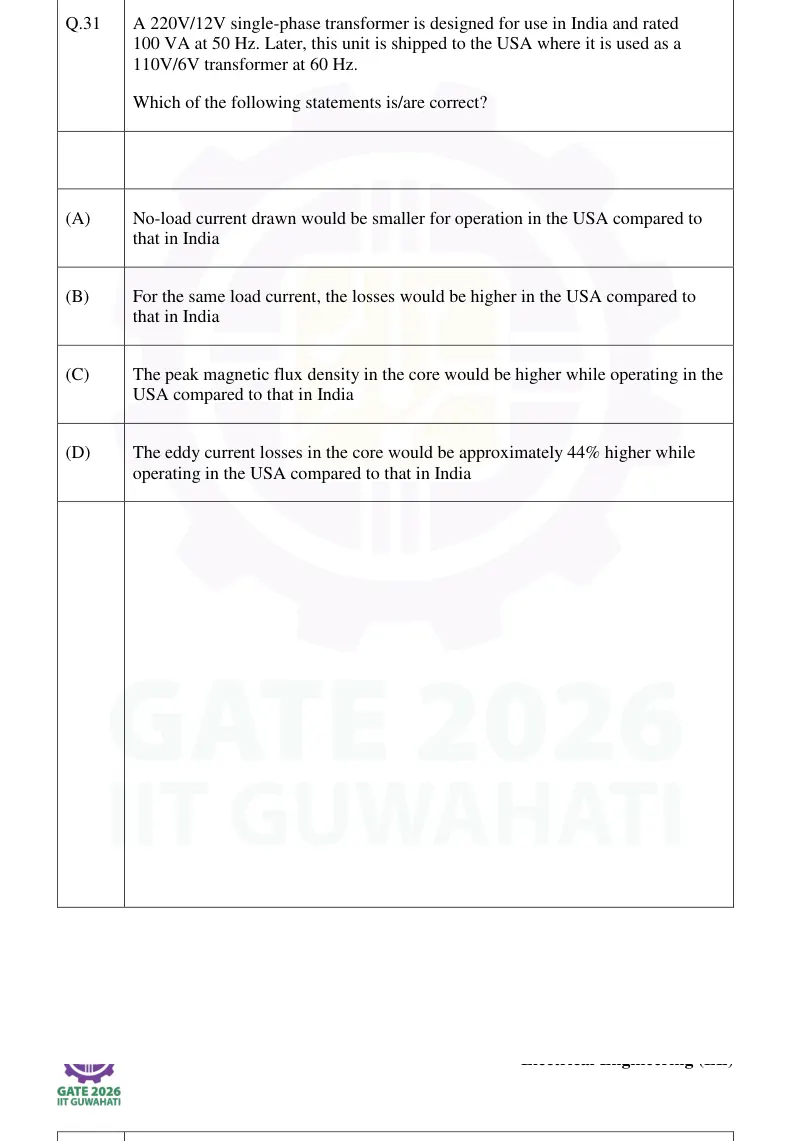 Q.31 A 220V/12V single-phase transformer is designed for use in India and rated
100 VA at 50 Hz. Later, this unit is shipped to the USA where it is used as a
110V/6V transformer at 60 Hz.
Which of the following statements is/are correct?
(A) No-load current drawn would be smaller for operation in the USA compared to
that in India
(B) For the same load current, the losses would be higher in the USA compared to
that in India
(C) The peak magnetic flux density in the core would be higher while operating in the
USA compared to that in India
(D) The eddy current losses in the core would be approximately 44% higher while
operating in the USA compared to that in India
GATE 2026
IIT GUWAHATI
GATE 2026
IIT GUWAHATI